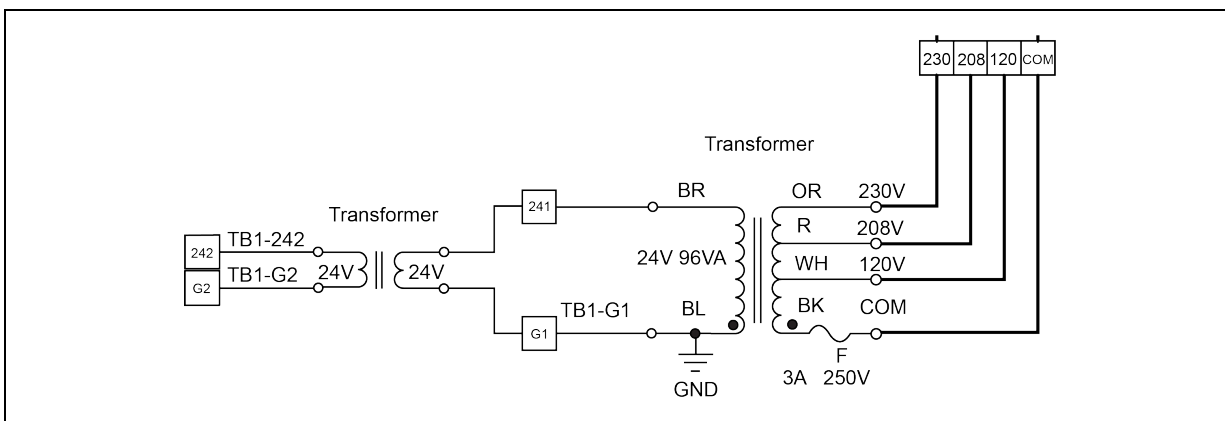 230 208 120 COM
Transformer
BR OR 230V
241
Transformer
R 208V
TB1-242
242
24V 24V
24V 96VA
WH 120V
TB1-G2
G2
TB1-G1
BL BK COM
G1
F
GND
3A 250V